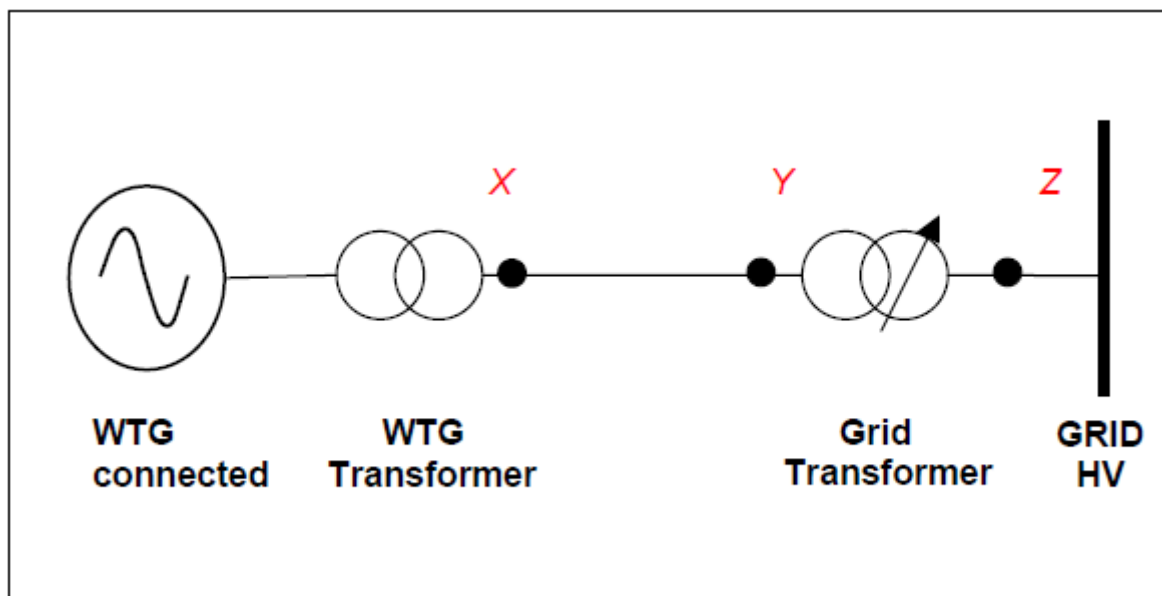 X Y Z
WTG connected
WTG Transformer
Grid Transformer
GRID HV